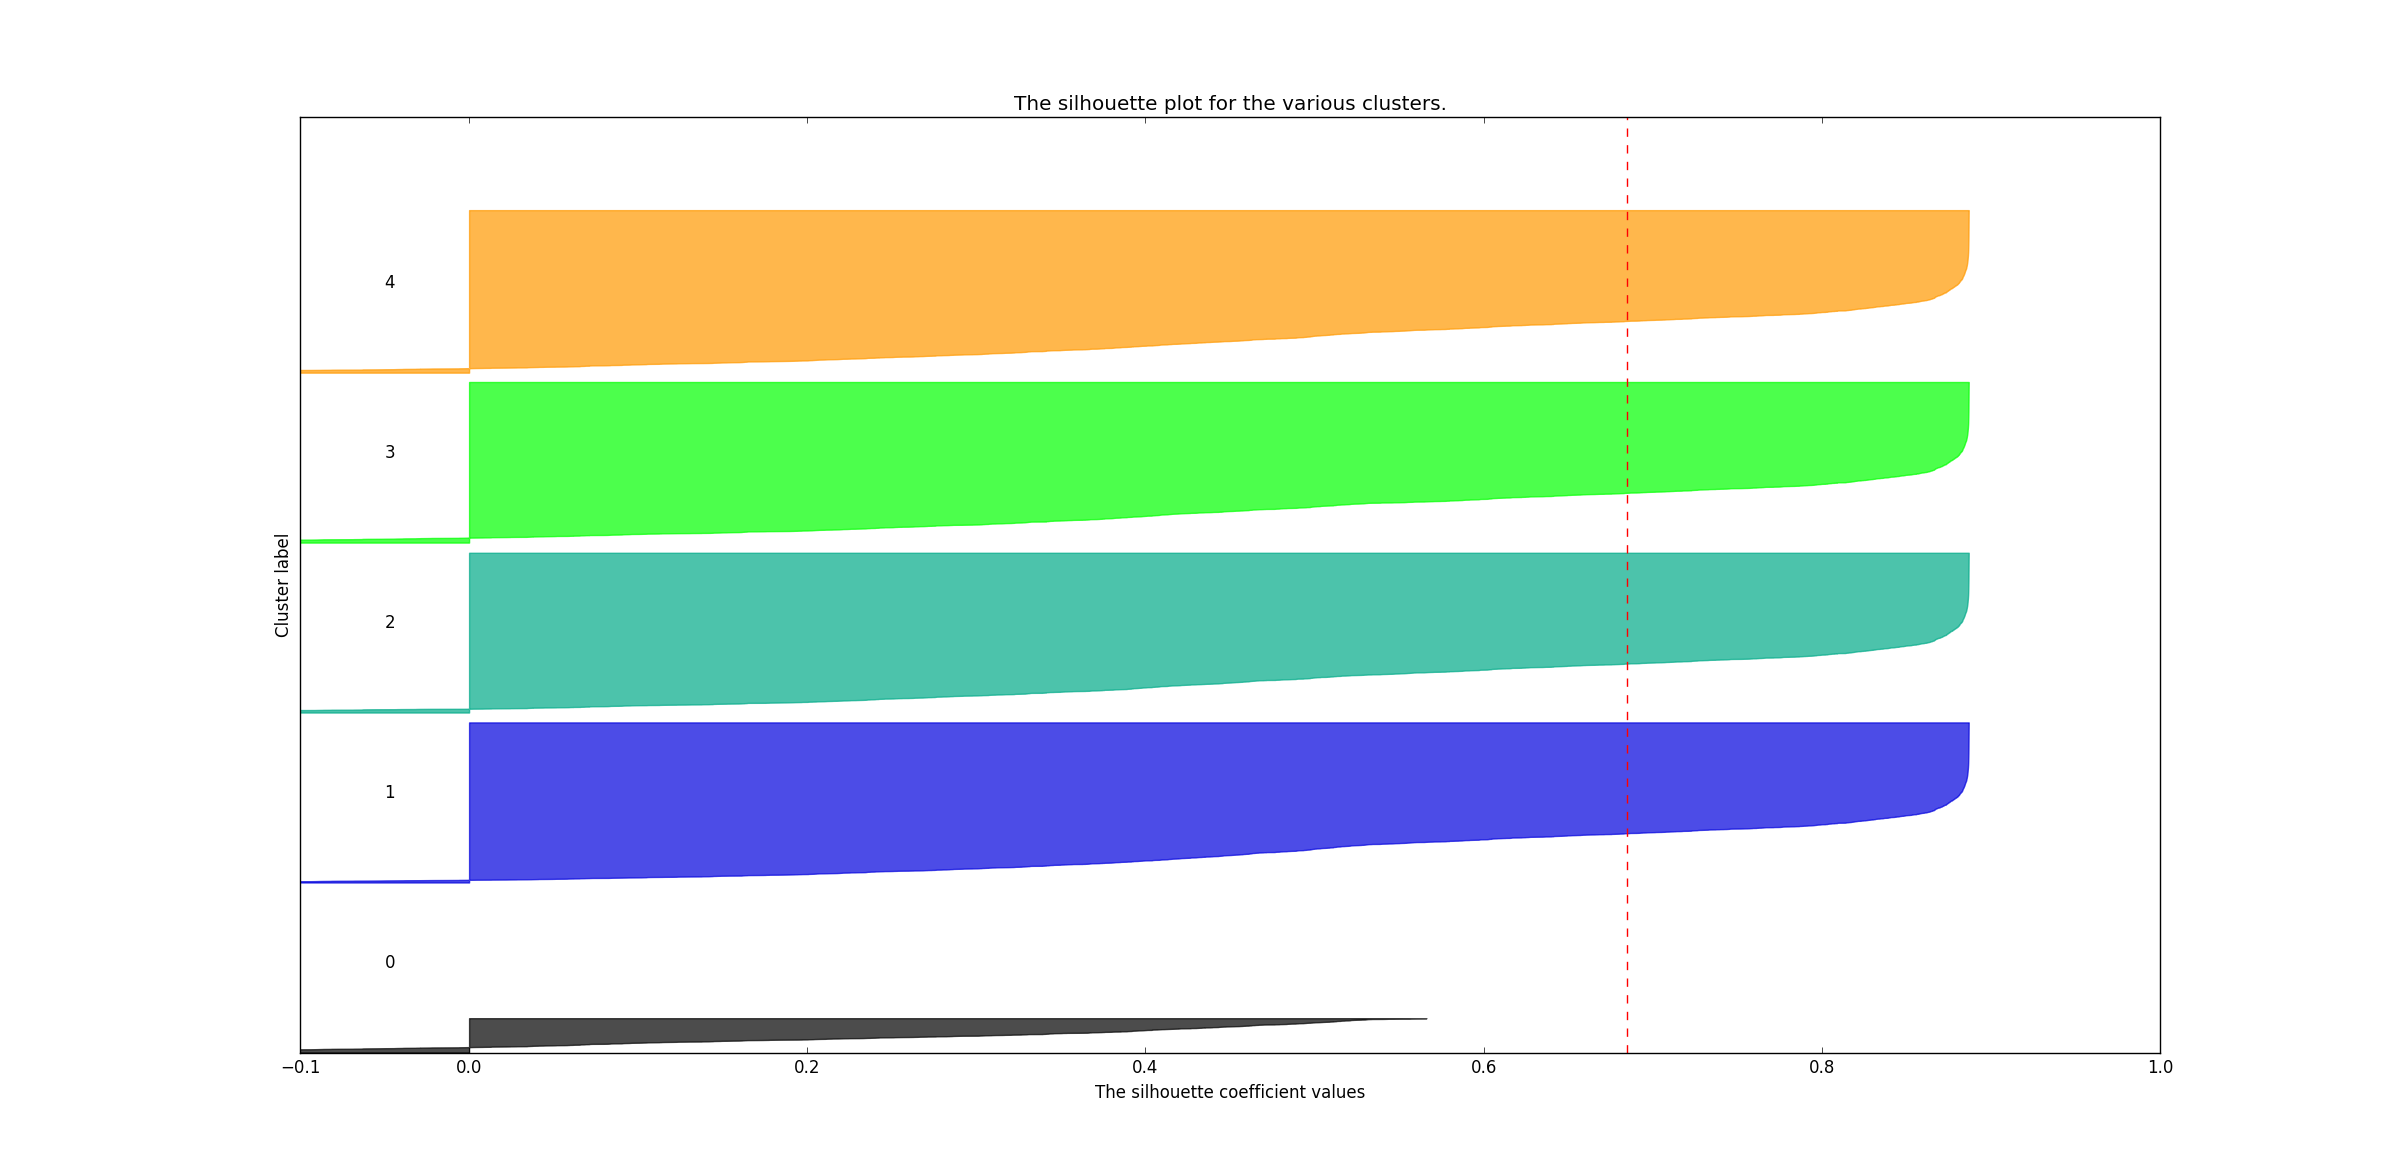 The silhouette plot for the various clusters.
4
3
2
1
0
Cluster label
−0.1 0.0 0.2 0.4 0.6 0.8 1.0
The silhouette coefficient values